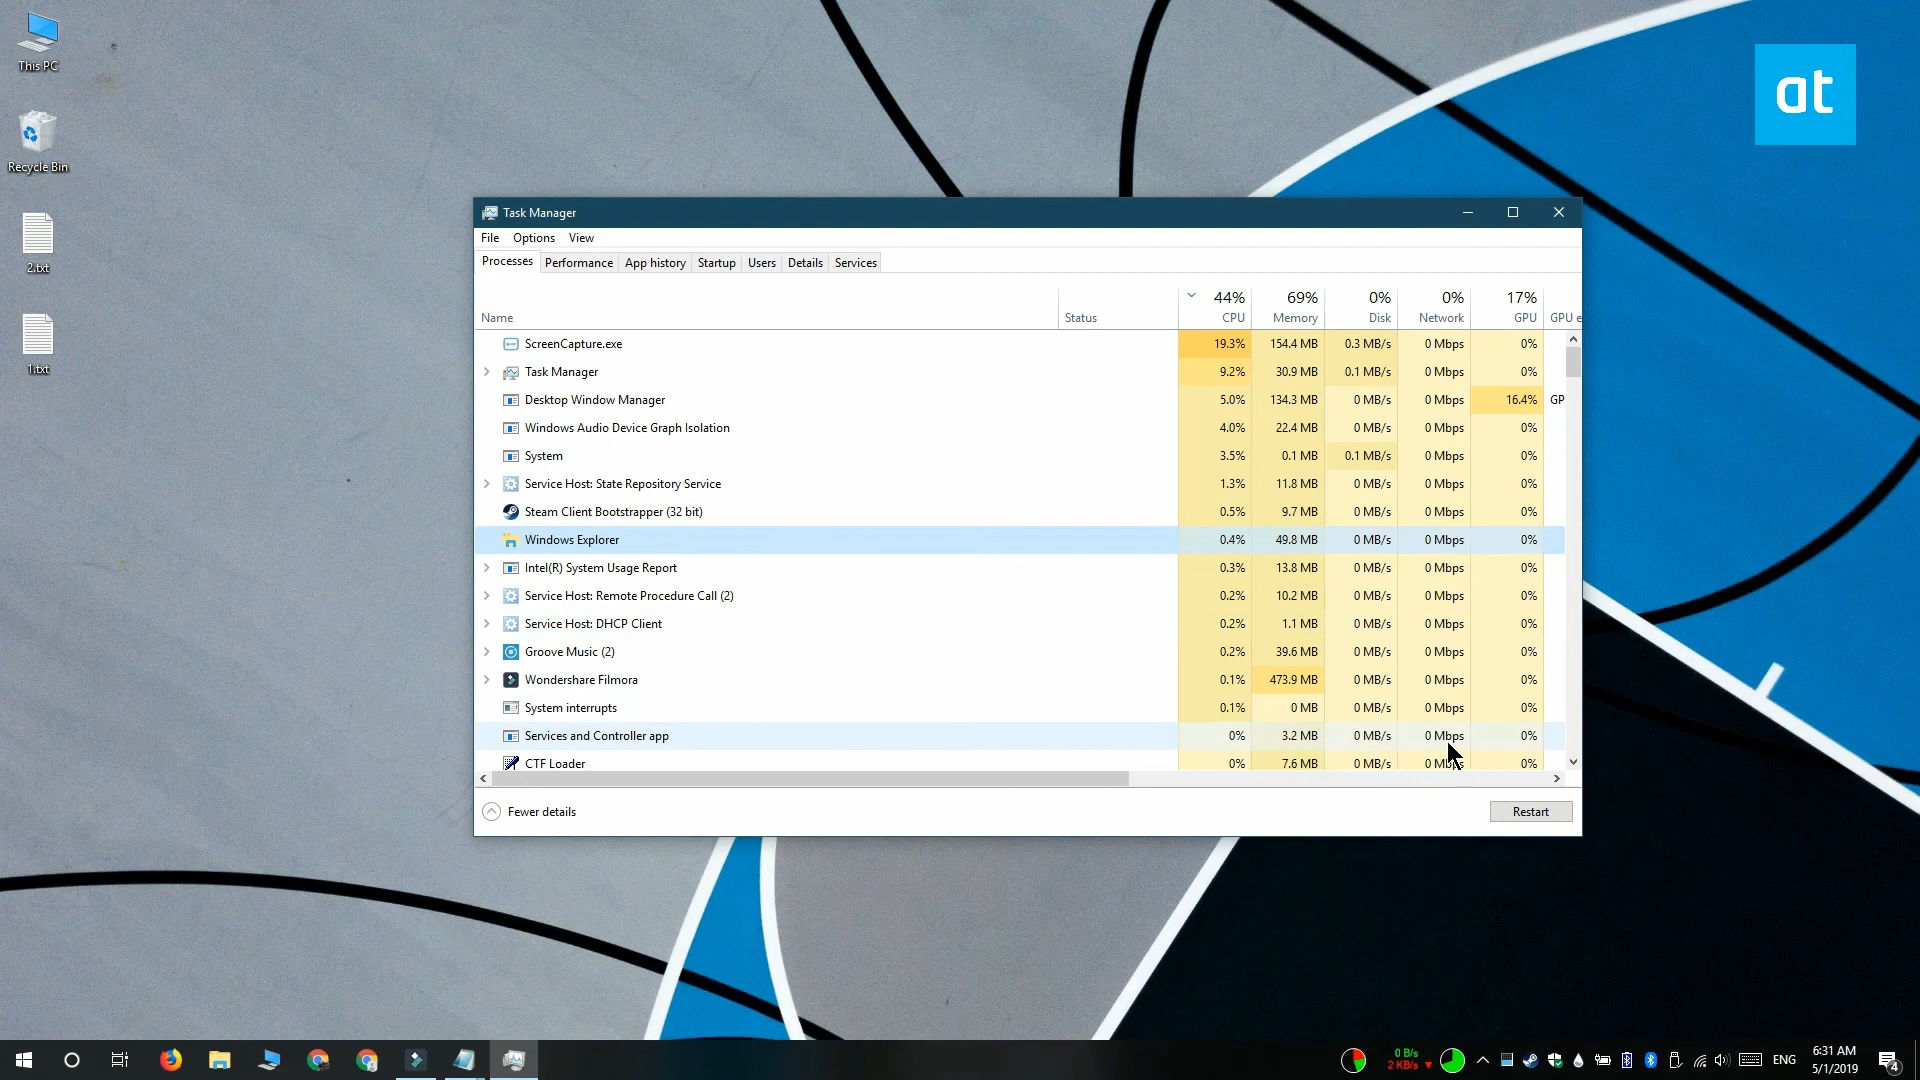 This PC
Recycle Bin
2.txt
1.txt
at
Task Manager
File Options View
Processes Performance App history Startup Users Details Services
44% 69% 0% 0% 17%
Name Status CPU Memory Disk Network GPU GPU e
ScreenCapture.exe 19.3% 154.4 MB 0.3 MB/s 0 Mbps 0%
Task Manager 9.2% 30.9 MB 0.1 MB/s 0 Mbps 0%
Desktop Window Manager 5.0% 134.3 MB 0 MB/s 0 Mbps 16.4% GP
Windows Audio Device Graph Isolation 4.0% 22.4 MB 0 MB/s 0 Mbps 0%
System 3.5% 0.1 MB 0.1 MB/s 0 Mbps 0%
Service Host: State Repository Service 1.3% 11.8 MB 0 MB/s 0 Mbps 0%
Steam Client Bootstrapper (32 bit) 0.5% 9.7 MB 0 MB/s 0 Mbps 0%
Windows Explorer 0.4% 49.8 MB 0 MB/s 0 Mbps 0%
Intel(R) System Usage Report 0.3% 13.8 MB 0 MB/s 0 Mbps 0%
Service Host: Remote Procedure Call (2) 0.2% 10.2 MB 0 MB/s 0 Mbps 0%
Service Host: DHCP Client 0.2% 1.1 MB 0 MB/s 0 Mbps 0%
Groove Music (2) 0.2% 39.6 MB 0 MB/s 0 Mbps 0%
Wondershare Filmora 0.1% 473.9 MB 0 MB/s 0 Mbps 0%
System interrupts 0.1% 0 MB 0 MB/s 0 Mbps 0%
Services and Controller app 0% 3.2 MB 0 MB/s 0 Mbps 0%
CTF Loader 0% 7.6 MB 0 MB/s 0 Mbps 0%
Fewer details Restart
0 B/s
2 KB/s
ENG
6:31 AM
5/1/2019
4